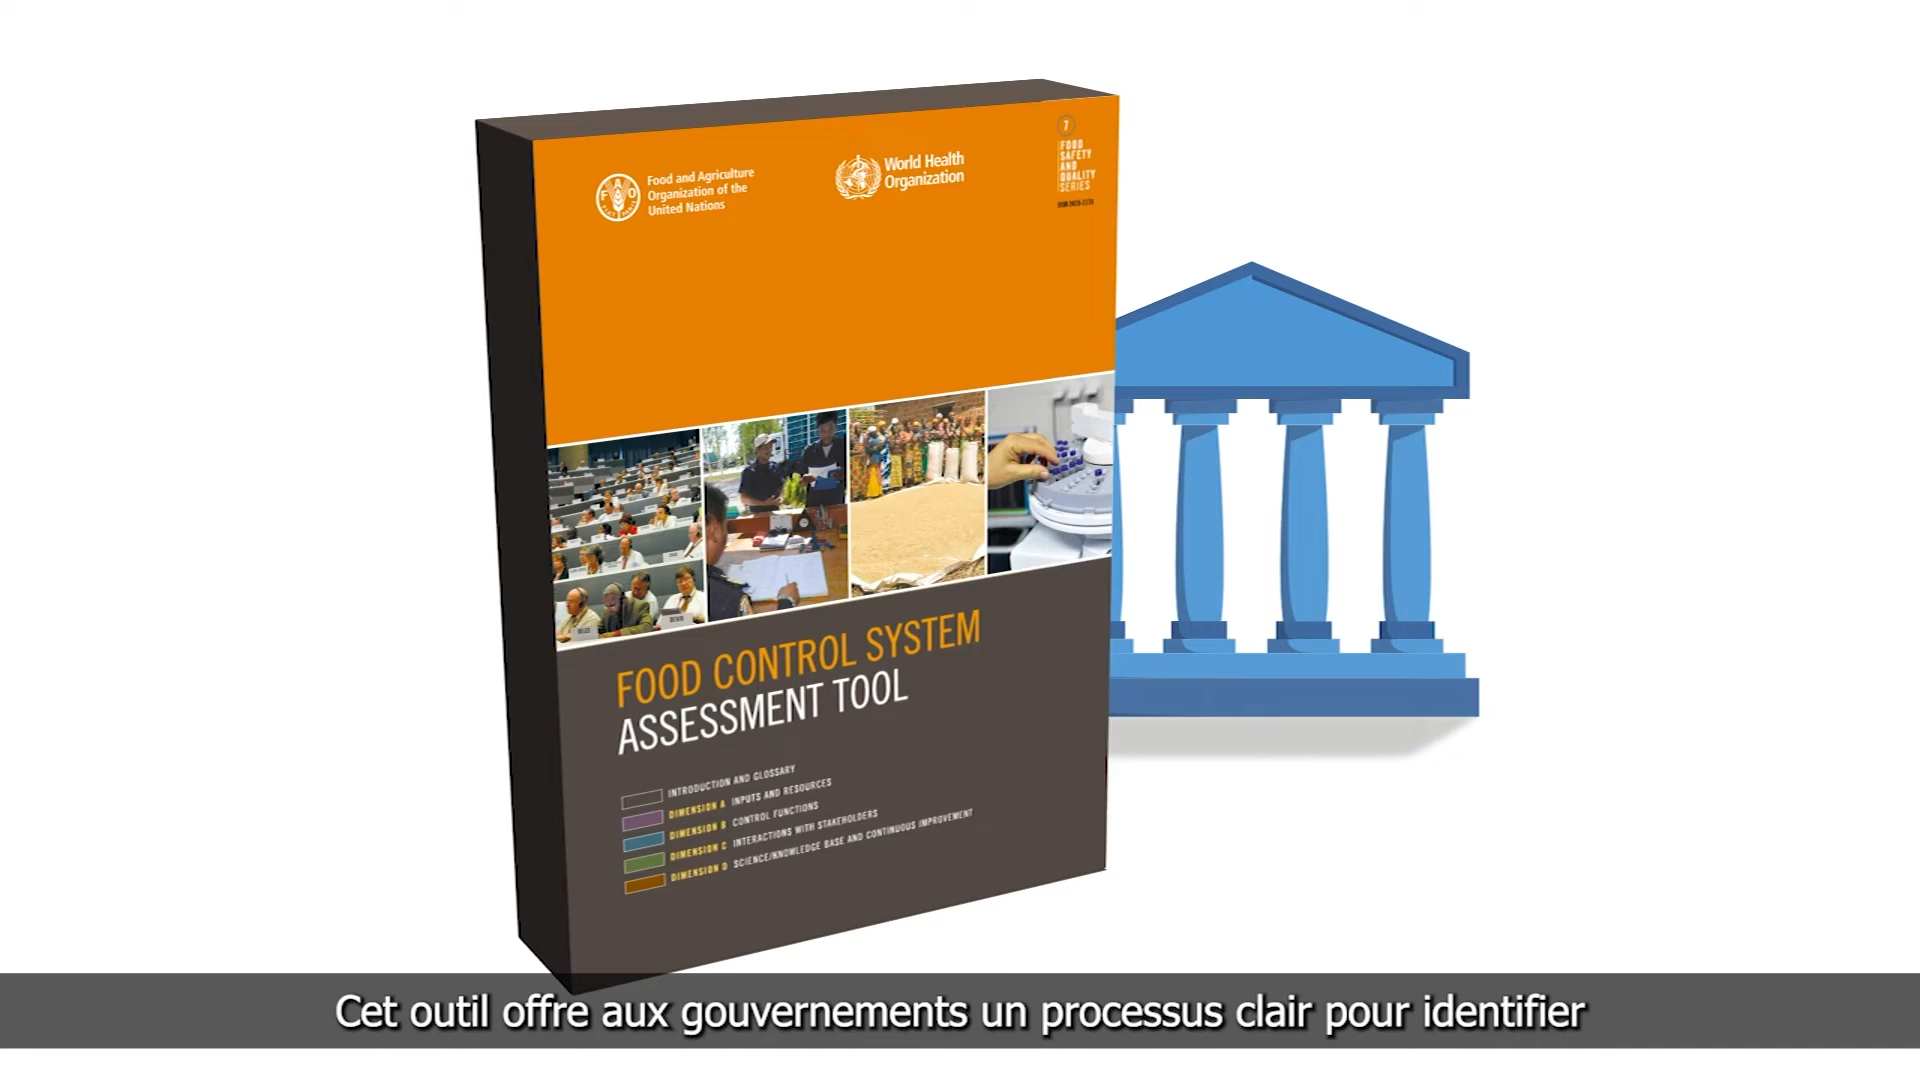 Food and Agriculture
Organization of the
United Nations
World Health
Organization
7
FOOD
SAFETY
AND
QUALITY
SERIES
FOOD CONTROL SYSTEM
ASSESSMENT TOOL
INTRODUCTION AND GLOSSARY
DIMENSION A INPUTS AND RESOURCES
DIMENSION B CONTROL FUNCTIONS
DIMENSION C INTERACTIONS WITH STAKEHOLDERS
DIMENSION D SCIENCE/KNOWLEDGE BASE AND CONTINUOUS IMPROVEMENT
Cet outil offre aux gouvernements un processus clair pour identifier